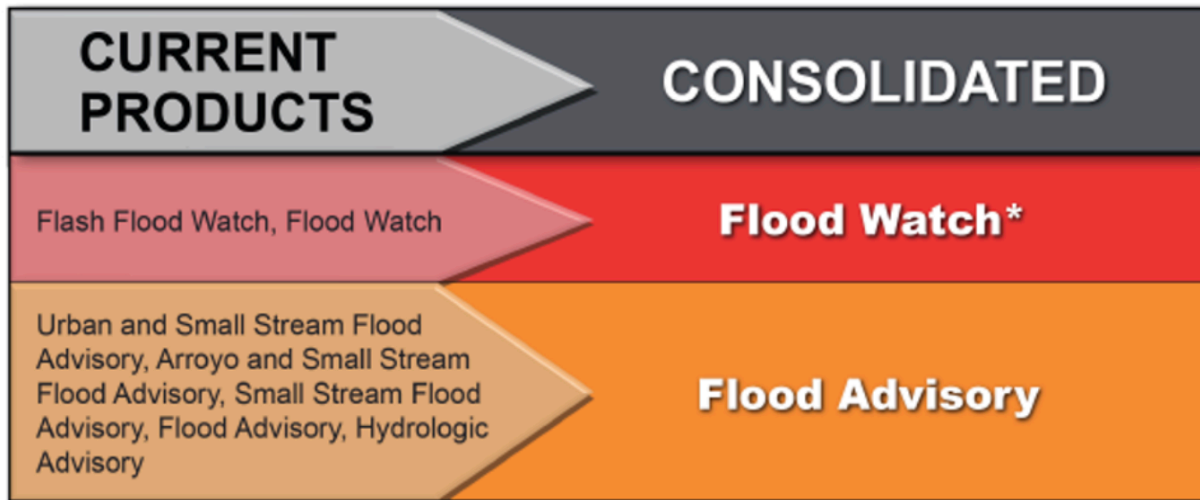 CURRENT
PRODUCTS
CONSOLIDATED
Flash Flood Watch, Flood Watch
Flood Watch*
Urban and Small Stream Flood
Advisory, Arroyo and Small Stream
Flood Advisory, Small Stream Flood
Advisory, Flood Advisory, Hydrologic
Advisory
Flood Advisory